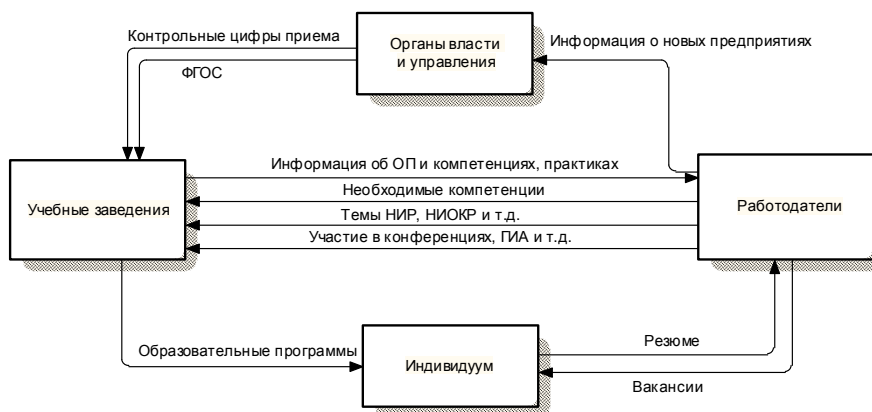 Контрольные цифры приема
ФГОС
Органы власти
и управления
Информация о новых предприятиях
Учебные заведения
Информация об ОП и компетенциях, практиках
Необходимые компетенции
Темы НИР, НИОКР и т.д.
Участие в конференциях, ГИА и т.д.
Работодатели
Образовательные программы
Индивидуум
Резюме
Вакансии